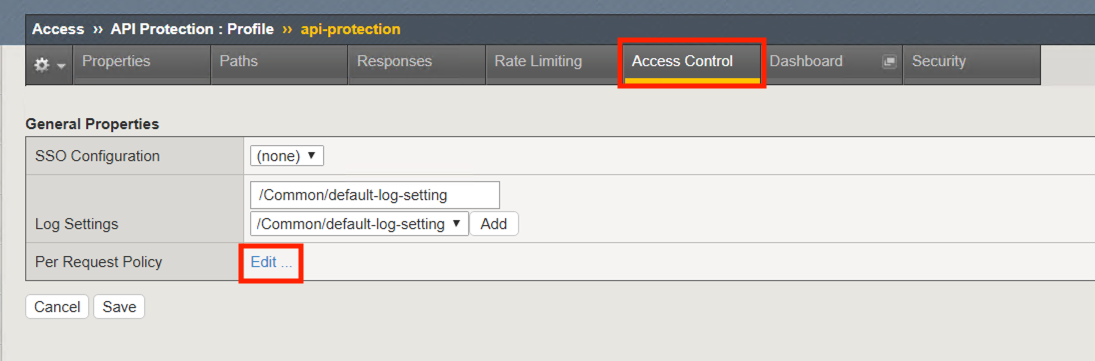 Access ›› API Protection : Profile ›› api-protection
Properties Paths Responses Rate Limiting Access Control Dashboard Security
General Properties
SSO Configuration (none)
/Common/default-log-setting
Log Settings /Common/default-log-setting Add
Per Request Policy Edit ...
Cancel Save